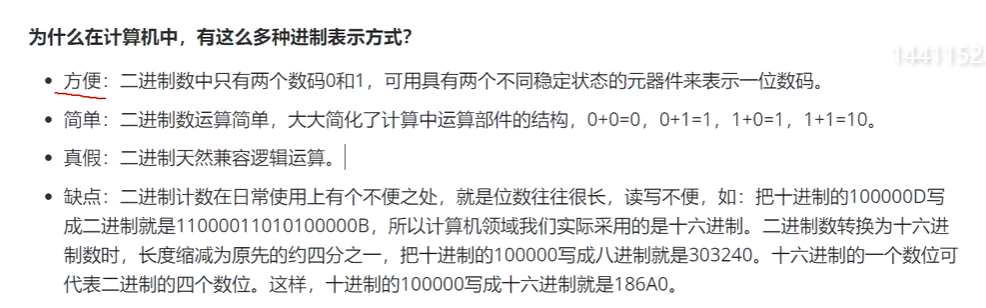 为什么在计算机中，有这么多种进制表示方式？
1441152
• 方便：二进制数中只有两个数码0和1，可用具有两个不同稳定状态的元器件来表示一位数码。
• 简单：二进制数运算简单，大大简化了计算中运算部件的结构，0+0=0，0+1=1，1+0=1，1+1=10。
• 真假：二进制天然兼容逻辑运算。
• 缺点：二进制计数在日常使用上有个不便之处，就是位数往往很长，读写不便，如：把十进制的100000D写
成二进制就是11000011010100000B，所以计算机领域我们实际采用的是十六进制。二进制数转换为十六进
制数时，长度缩减为原先的约四分之一，把十进制的100000写成八进制就是303240。十六进制的一个数位可
代表二进制的四个数位。这样，十进制的100000写成十六进制就是186A0。